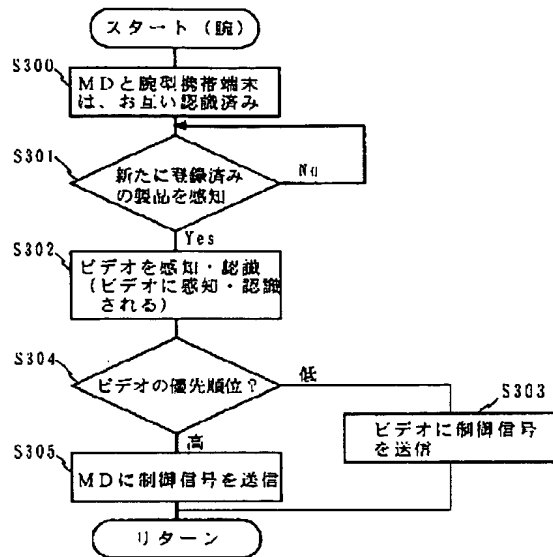 スタート（腕）
S300
MDと腕型携帯端末
は、お互い認識済み
S301
新たに登録済み
の製品を感知
No
Yes
S302
ビデオを感知・認識
（ビデオに感知・認識
される）
S304
ビデオの優先順位？
低
S303
ビデオに制御信号
を送信
高
S305
MDに制御信号を送信
リターン